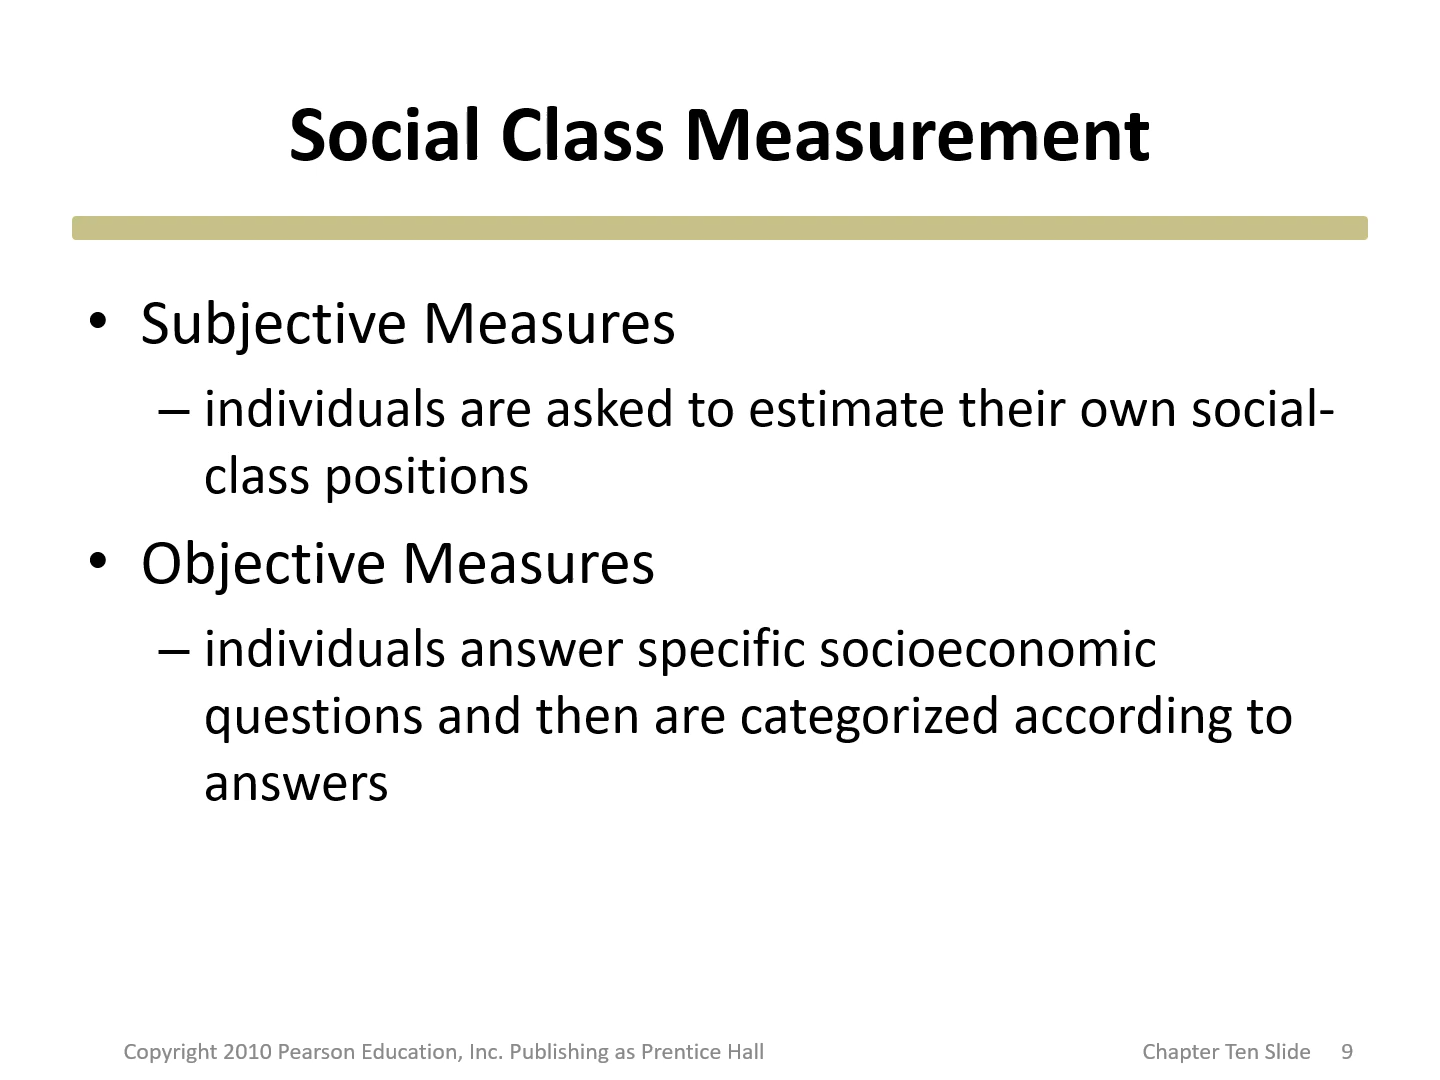 Social Class Measurement
• Subjective Measures
– individuals are asked to estimate their own social-
class positions
• Objective Measures
– individuals answer specific socioeconomic
questions and then are categorized according to
answers
Copyright 2010 Pearson Education, Inc. Publishing as Prentice Hall
Chapter Ten Slide 9